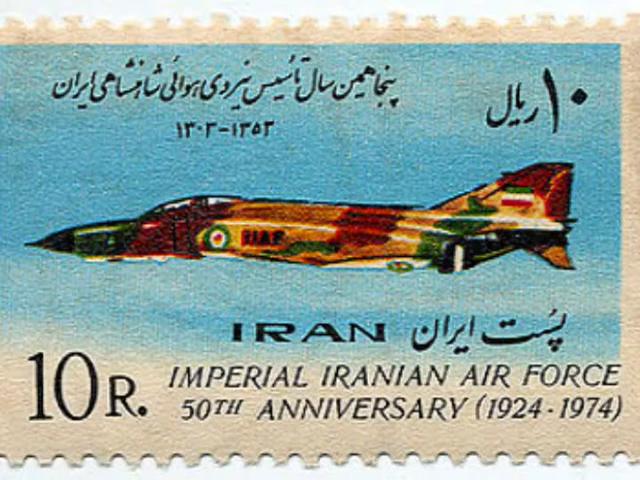 پنجاهمین سال تأسیس نیروی هوائی شاهنشاهی ایران
۱۳۰۳-۱۳۵۳
۱۰ ریال
IIAF
IRAN پست ایران
10 R.
IMPERIAL IRANIAN AIR FORCE
50TH ANNIVERSARY (1924-1974)